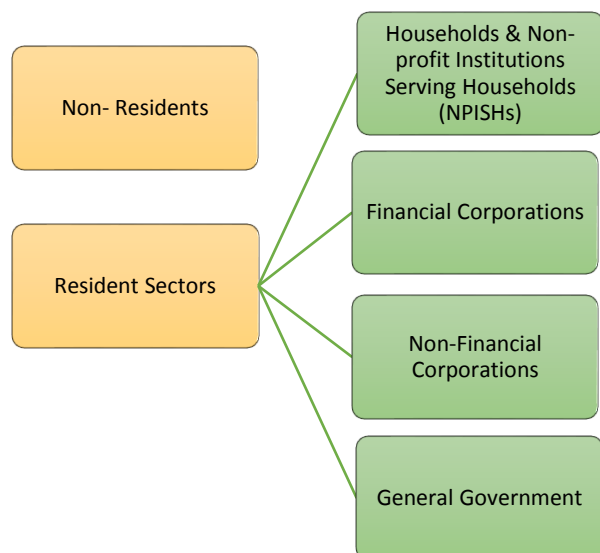 Non- Residents
Resident Sectors
Households & Non-
profit Institutions
Serving Households
(NPISHs)
Financial Corporations
Non-Financial
Corporations
General Government